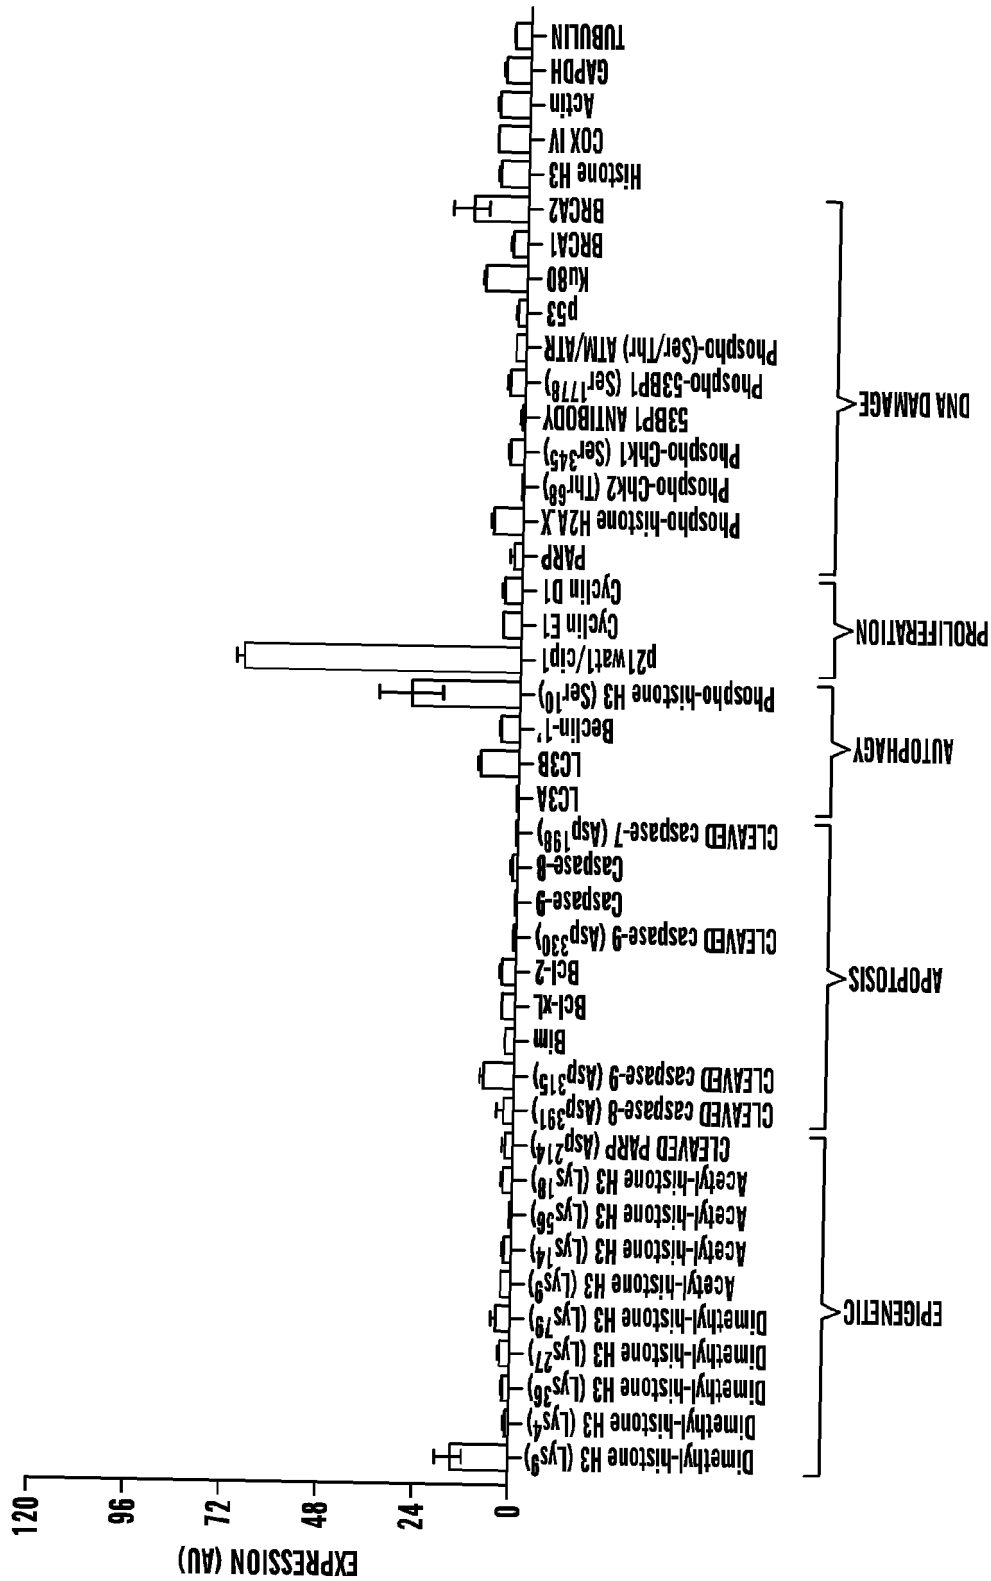 EXPRESSION (AU)
120
96
72
48
24
0
Dimethyl-histone H3 (Lys9)
Dimethyl-histone H3 (Lys4)
Dimethyl-histone H3 (Lys36)
Dimethyl-histone H3 (Lys27)
Dimethyl-histone H3 (Lys79)
Acetyl-histone H3 (Lys9)
Acetyl-histone H3 (Lys14)
Acetyl-histone H3 (Lys56)
Acetyl-histone H3 (Lys18)
CLEAVED PARP (Asp214)
CLEAVED caspase-8 (Asp391)
CLEAVED caspase-9 (Asp315)
Bim
Bcl-xL
Bcl-2
CLEAVED caspase-9 (Asp330)
Caspase-9
Caspase-8
CLEAVED caspase-7 (Asp198)
LC3A
LC3B
Beclin-1'
Phospho-histone H3 (Ser10)
p21wat1/cip1
Cyclin E1
Cyclin D1
PARP
Phospho-histone H2A.X
Phospho-Chk2 (Thr68)
Phospho-Chk1 (Ser345)
53BP1 ANTIBODY
Phospho-53BP1 (Ser1778)
Phospho-(Ser/Thr) ATM/ATR
p53
Ku80
BRCA1
BRCA2
Histone H3
COX IV
Actin
GAPDH
TUBULIN
EPIGENETIC
APOPTOSIS
AUTOPHAGY
PROLIFERATION
DNA DAMAGE